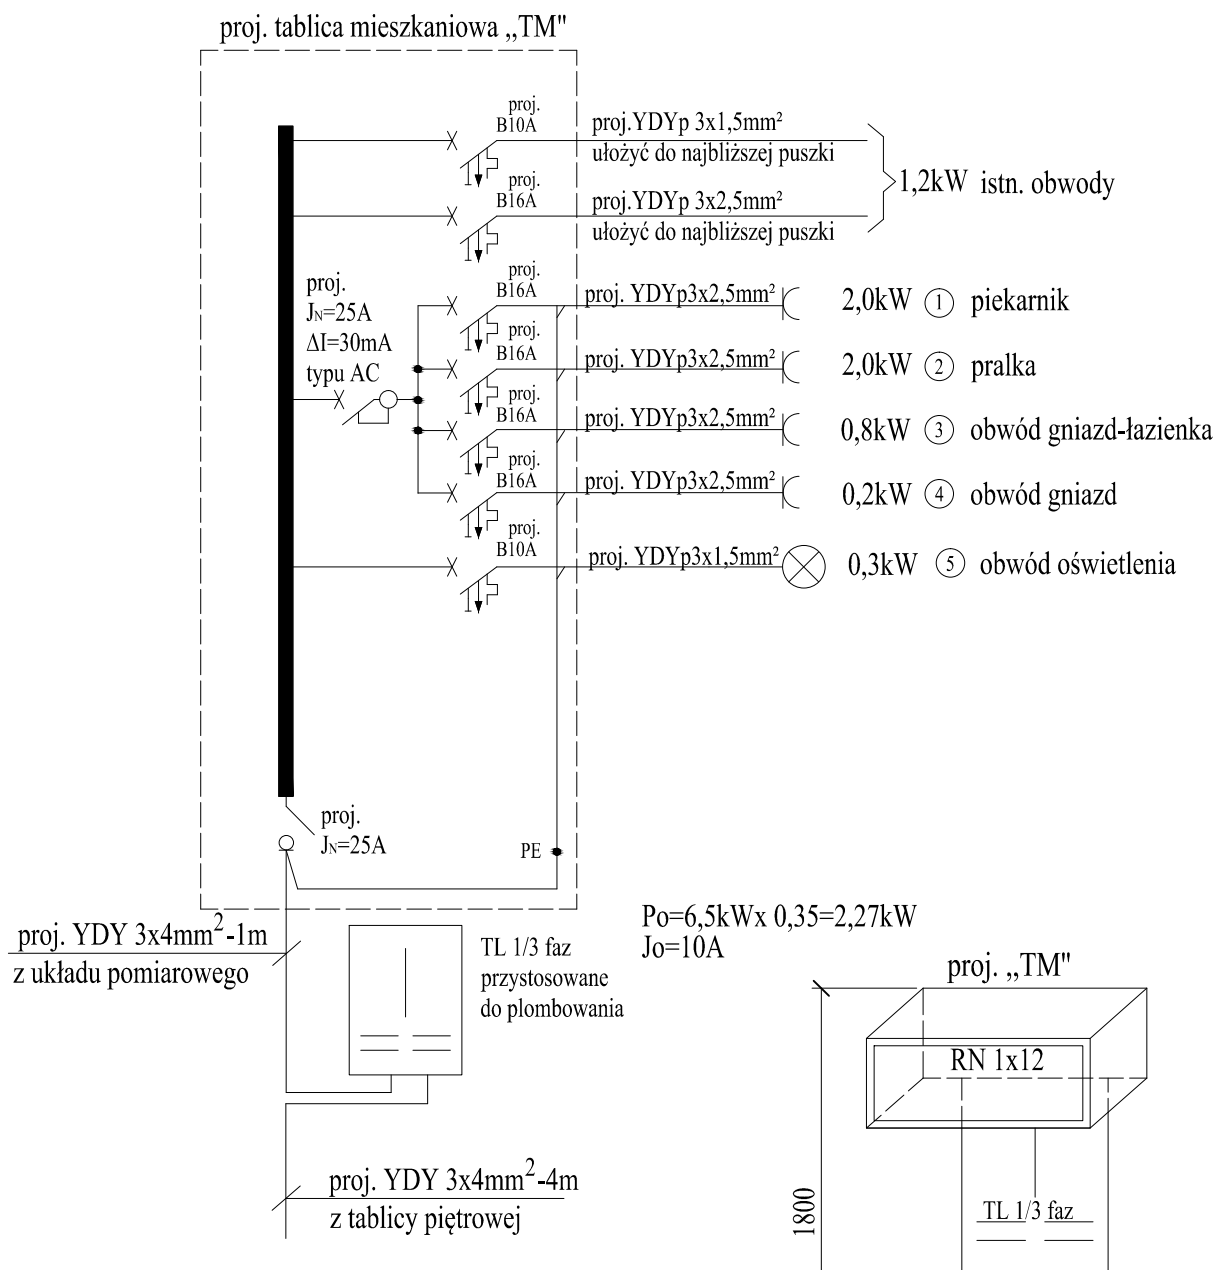 proj. tablica mieszkaniowa ,,TM"
proj.
B10A
proj.YDYp 3x1,5mm²
ułożyć do najbliższej puszki
proj.
B16A
proj.YDYp 3x2,5mm²
ułożyć do najbliższej puszki
1,2kW istn. obwody
proj.
JN=25A
ΔI=30mA
typu AC
proj.
B16A
proj. YDYp3x2,5mm²
2,0kW 1 piekarnik
proj.
B16A
proj. YDYp3x2,5mm²
2,0kW 2 pralka
proj.
B16A
proj. YDYp3x2,5mm²
0,8kW 3 obwód gniazd-łazienka
proj.
B16A
proj. YDYp3x2,5mm²
0,2kW 4 obwód gniazd
proj.
B10A
proj. YDYp3x1,5mm²
0,3kW 5 obwód oświetlenia
proj.
JN=25A
PE
proj. YDY 3x4mm²-1m
z układu pomiarowego
TL 1/3 faz
przystosowane
do plombowania
Po=6,5kWx 0,35=2,27kW
Jo=10A
proj. ,,TM"
RN 1x12
proj. YDY 3x4mm²-4m
z tablicy piętrowej
1800
TL 1/3 faz